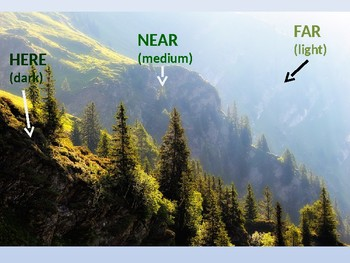 HERE
(dark)
NEAR
(medium)
FAR
(light)